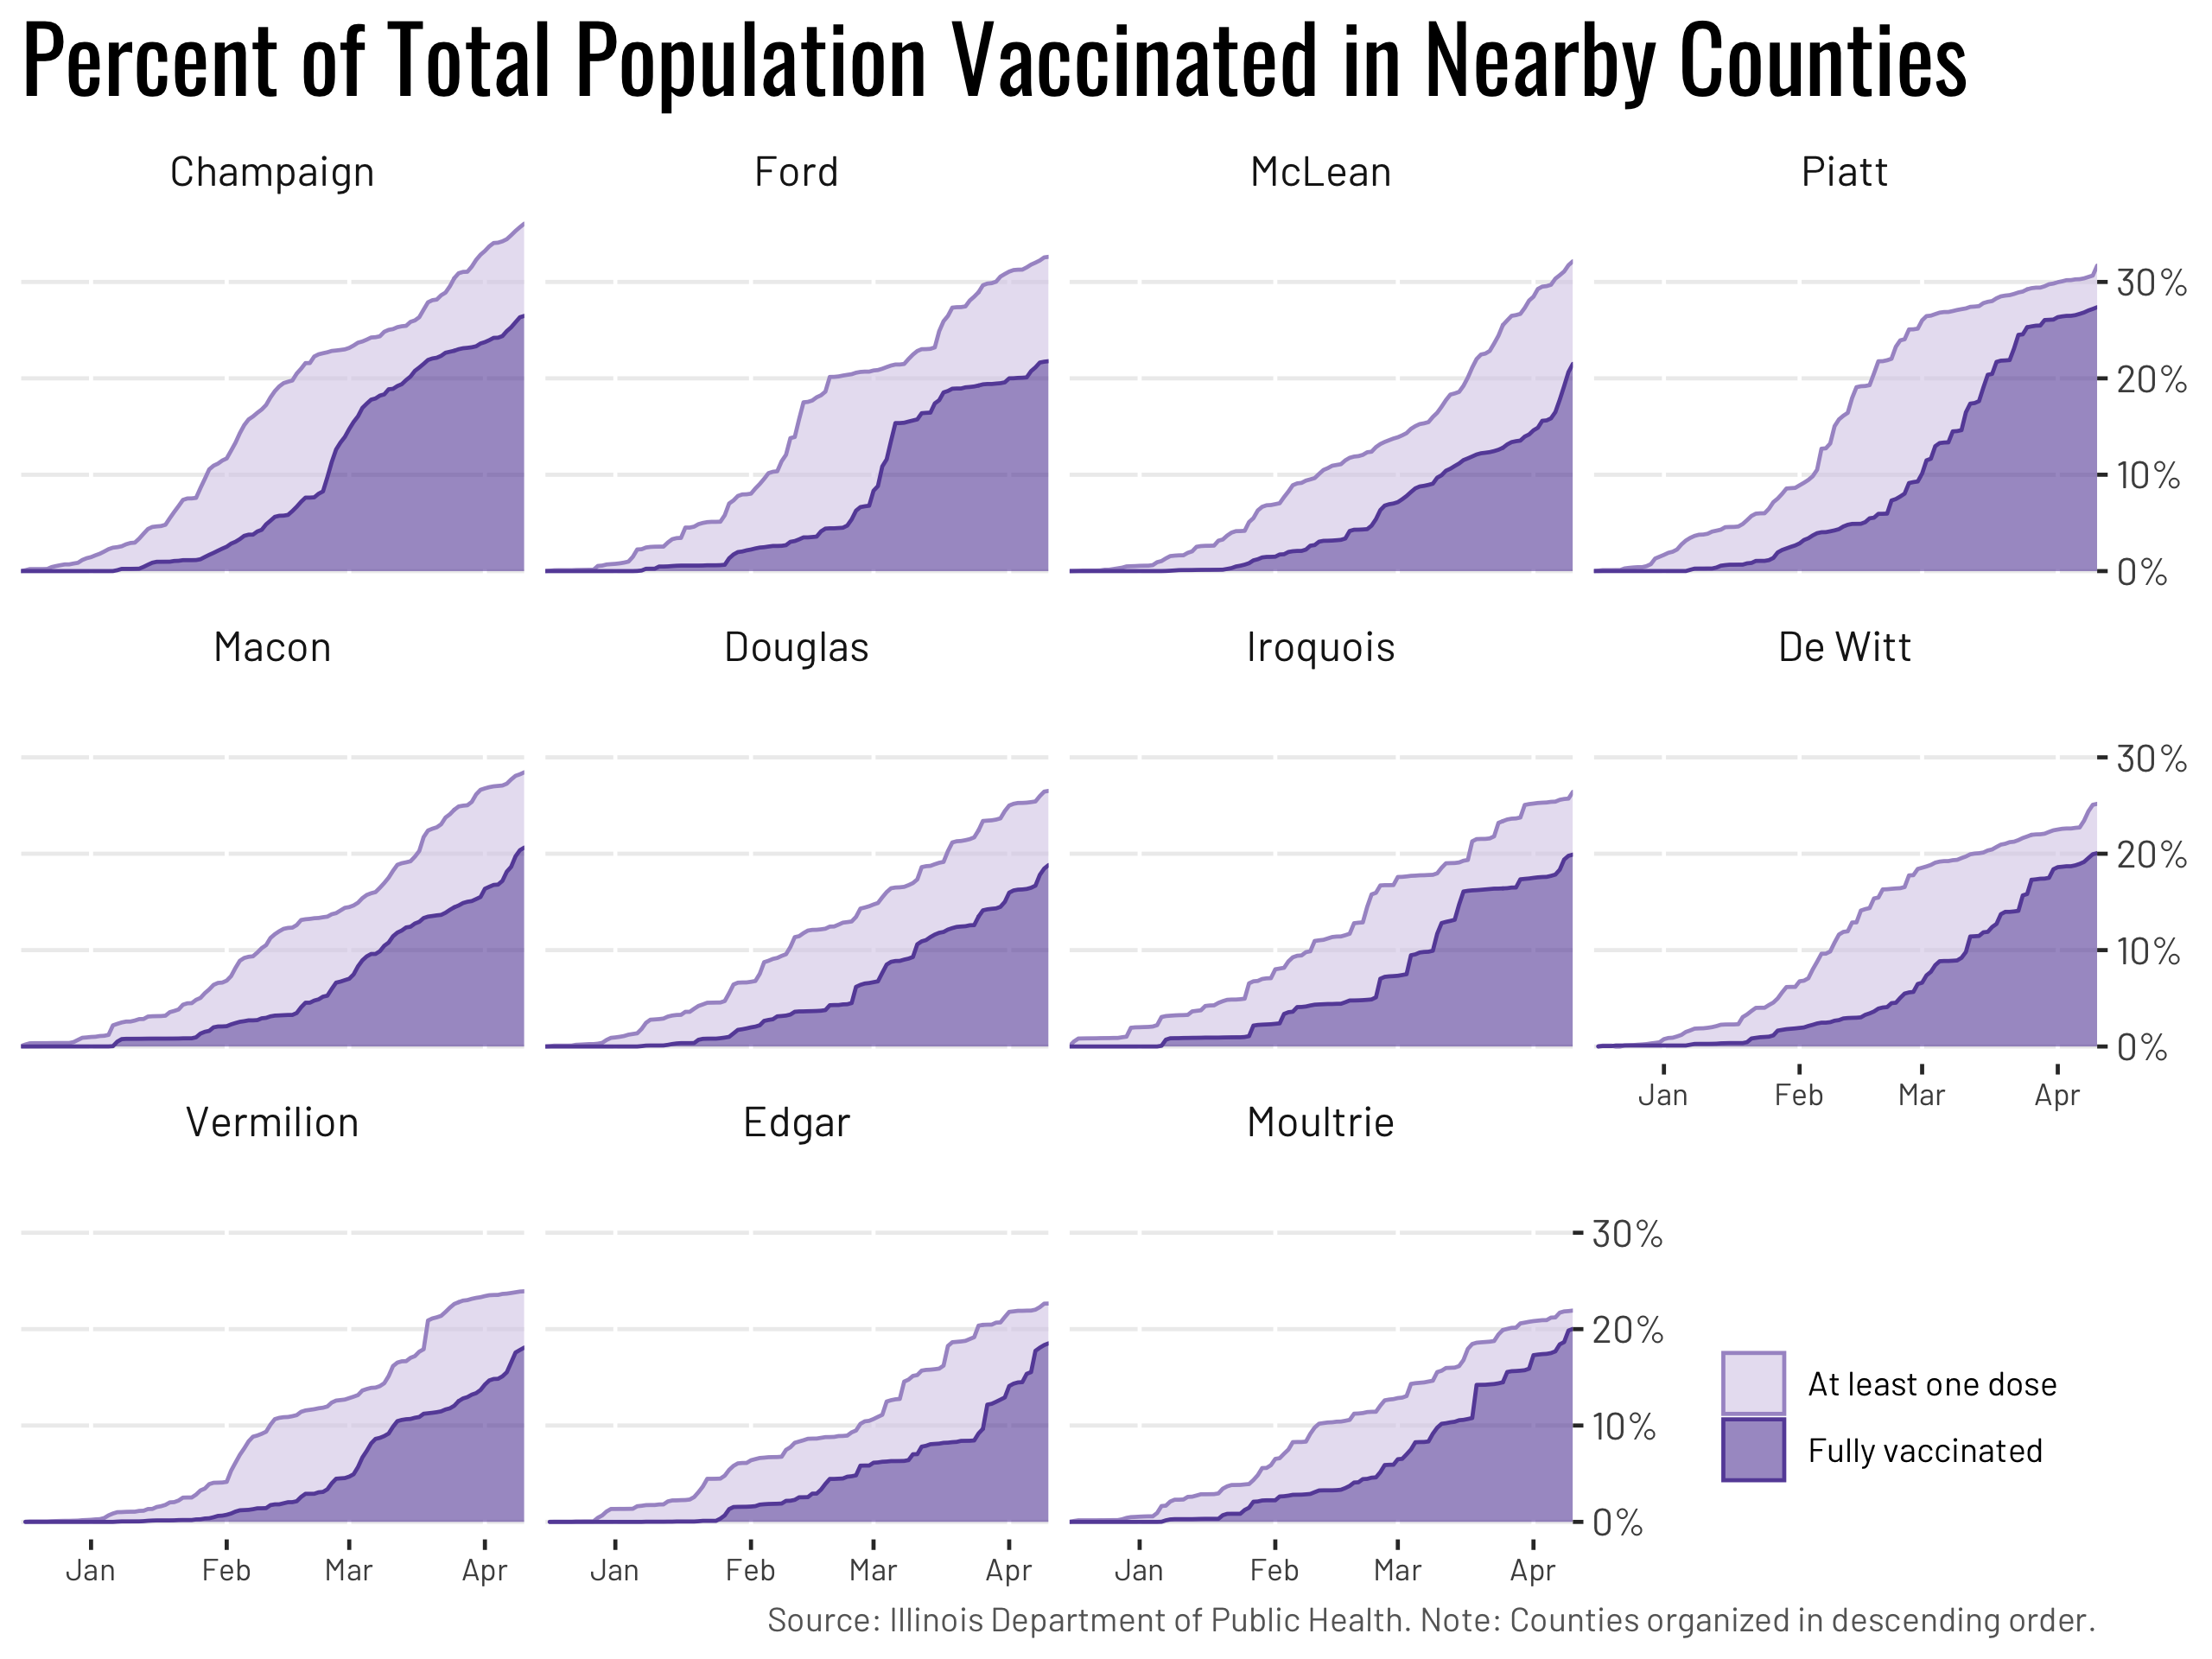 Percent of Total Population Vaccinated in Nearby Counties
Champaign
Ford
McLean
Piatt
30%
20%
10%
0%
Macon
Douglas
Iroquois
De Witt
30%
20%
10%
0%
Jan Feb Mar Apr
Vermilion
Edgar
Moultrie
30%
20%
10%
0%
At least one dose
Fully vaccinated
Jan Feb Mar Apr
Jan Feb Mar Apr
Jan Feb Mar Apr
Source: Illinois Department of Public Health. Note: Counties organized in descending order.